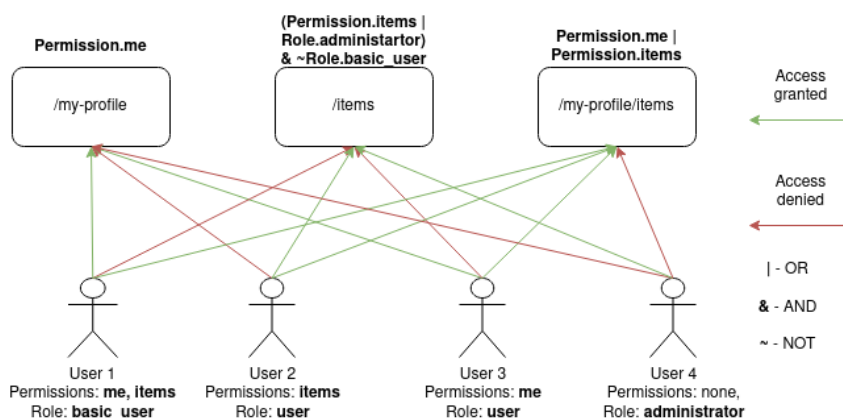 Permission.me
(Permission.items |
Role.administartor)
& ~Role.basic_user
Permission.me |
Permission.items
/my-profile
/items
/my-profile/items
Access
granted
Access
denied
| - OR
& - AND
~ - NOT
User 1
Permissions: me, items
Role: basic_user
User 2
Permissions: items
Role: user
User 3
Permissions: me
Role: user
User 4
Permissions: none,
Role: administrator